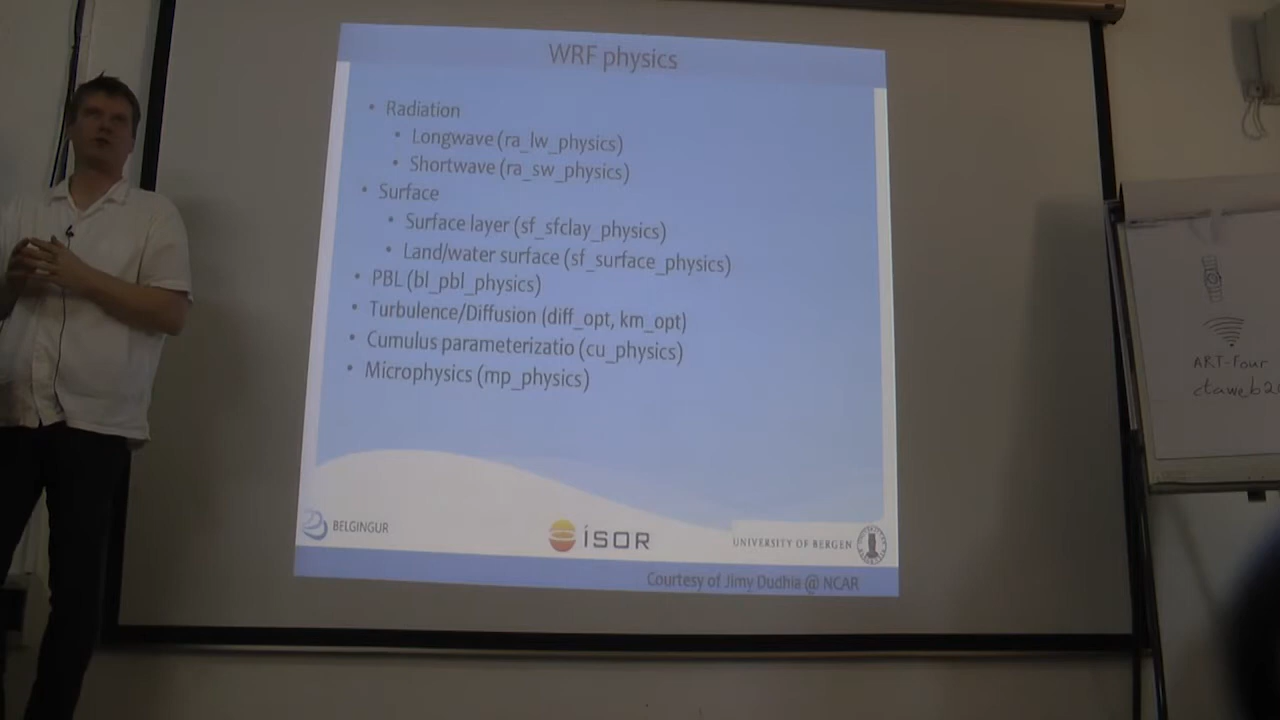 WRF physics
• Radiation
• Longwave (ra_lw_physics)
• Shortwave (ra_sw_physics)
• Surface
• Surface layer (sf_sfclay_physics)
• Land/water surface (sf_surface_physics)
• PBL (bl_pbl_physics)
• Turbulence/Diffusion (diff_opt, km_opt)
• Cumulus parameterizatio (cu_physics)
• Microphysics (mp_physics)
BELGINGUR
ÍSOR
UNIVERSITY OF BERGEN
Courtesy of Jimy Dudhia @ NCAR
ART-Four
ctaweb2